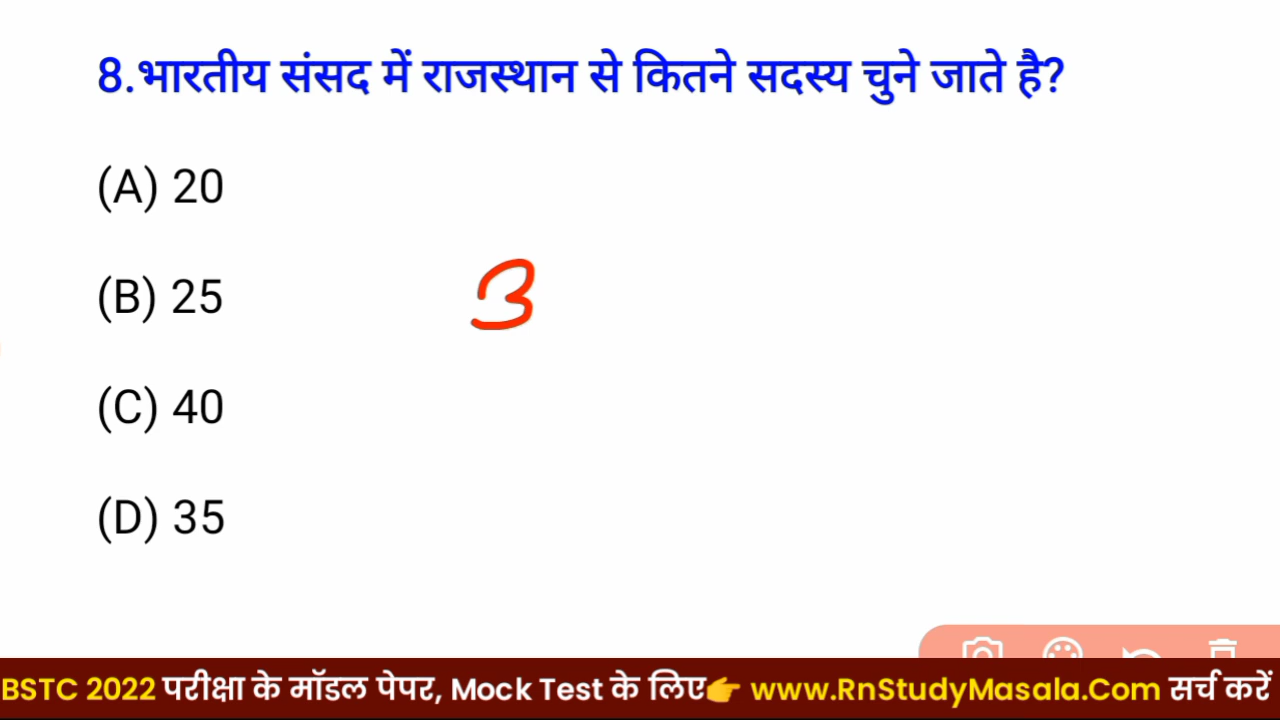 8.भारतीय संसद में राजस्थान से कितने सदस्य चुने जाते है?
(A) 20
(B) 25
3
(C) 40
(D) 35
BSTC 2022 परीक्षा के मॉडल पेपर, Mock Test के लिए👉 www.RnStudyMasala.Com सर्च करें